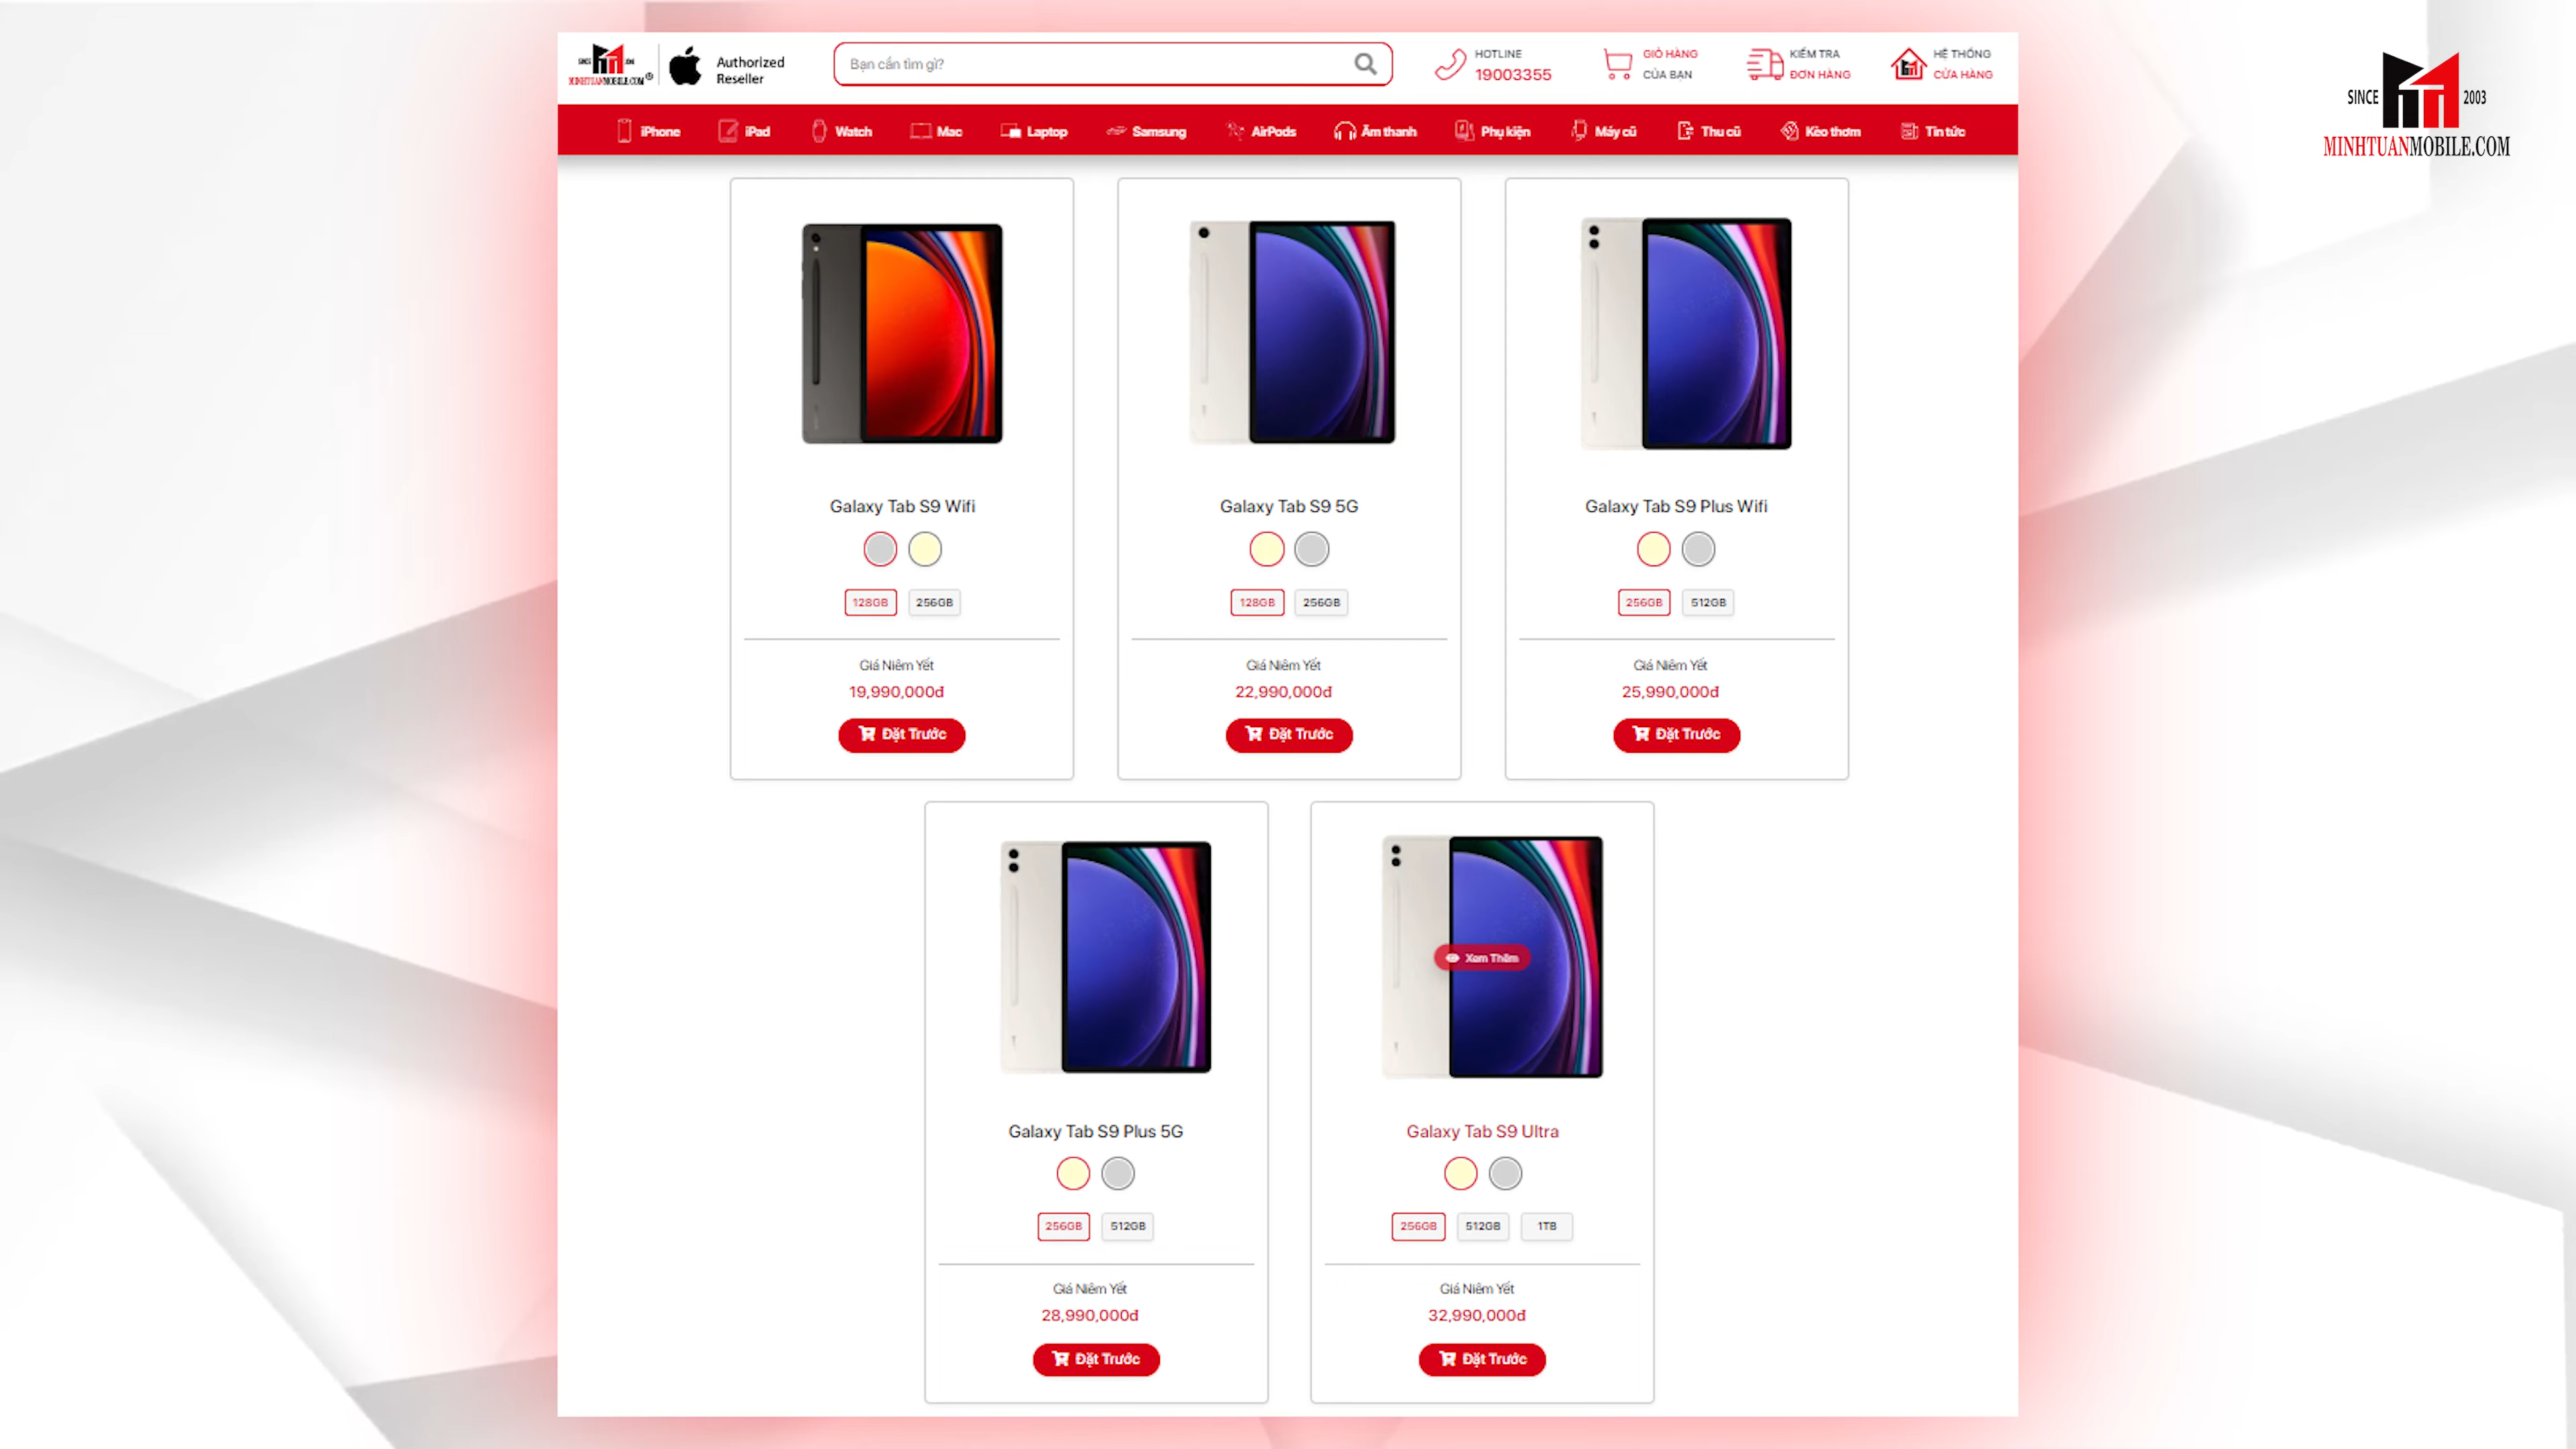 SINCE 2003
MINHTUANMOBILE.COM
MINHTUANMOBILE.COM®
Authorized
Reseller
Bạn cần tìm gì?
HOTLINE
19003355
GIỎ HÀNG
CỦA BẠN
KIỂM TRA
ĐƠN HÀNG
HỆ THỐNG
CỬA HÀNG
iPhone iPad Watch Mac Laptop Samsung AirPods Âm thanh Phụ kiện Máy cũ Thu cũ Kèo thơm Tin tức
Galaxy Tab S9 Wifi
128GB 256GB
Giá Niêm Yết
19,990,000đ
Đặt Trước
Galaxy Tab S9 5G
128GB 256GB
Giá Niêm Yết
22,990,000đ
Đặt Trước
Galaxy Tab S9 Plus Wifi
256GB 512GB
Giá Niêm Yết
25,990,000đ
Đặt Trước
Galaxy Tab S9 Plus 5G
256GB 512GB
Giá Niêm Yết
28,990,000đ
Đặt Trước
Xem Thêm
Galaxy Tab S9 Ultra
256GB 512GB 1TB
Giá Niêm Yết
32,990,000đ
Đặt Trước